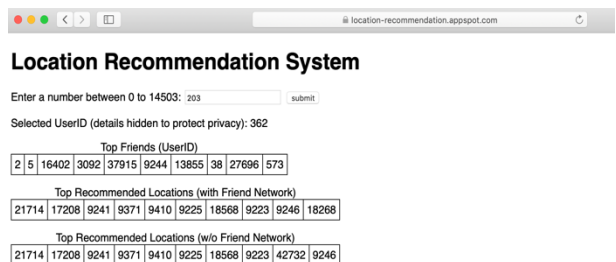 location-recommendation.appspot.com
Location Recommendation System
Enter a number between 0 to 14503: 203 submit
Selected UserID (details hidden to protect privacy): 362
Top Friends (UserID)
2 5 16402 3092 37915 9244 13855 38 27696 573
Top Recommended Locations (with Friend Network)
21714 17208 9241 9371 9410 9225 18568 9223 9246 18268
Top Recommended Locations (w/o Friend Network)
21714 17208 9241 9371 9410 9225 18568 9223 42732 9246